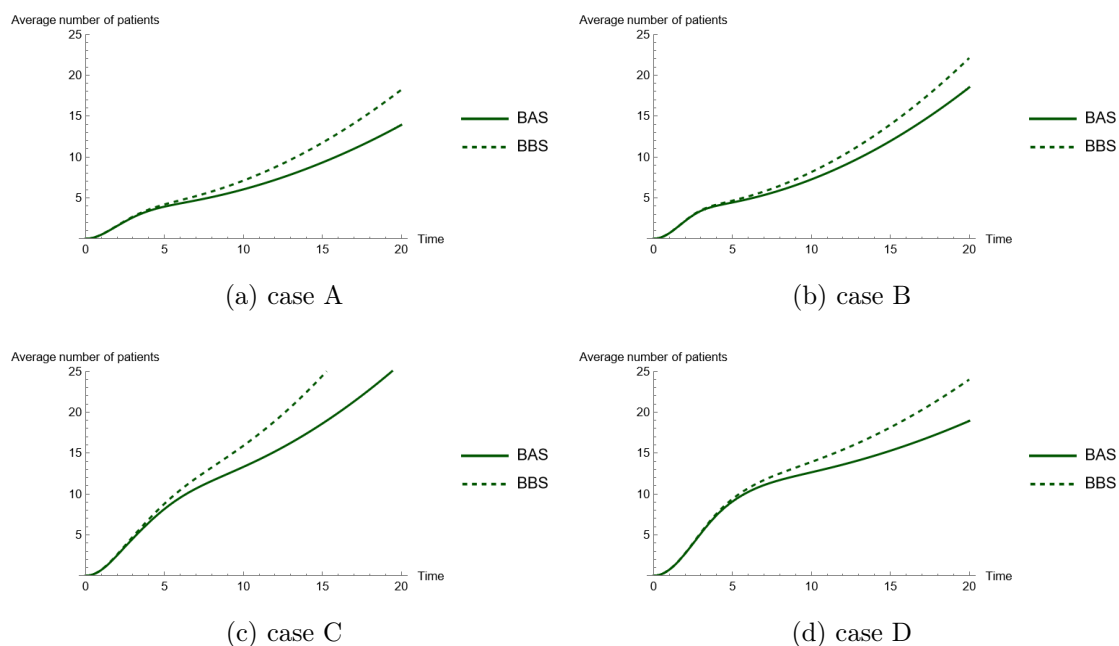 Average number of patients
25
20
15
10
5
0 5 10 15 20 Time
BAS
BBS
(a) case A
Average number of patients
25
20
15
10
5
0 5 10 15 20 Time
BAS
BBS
(b) case B
Average number of patients
25
20
15
10
5
0 5 10 15 20 Time
BAS
BBS
(c) case C
Average number of patients
25
20
15
10
5
0 5 10 15 20 Time
BAS
BBS
(d) case D